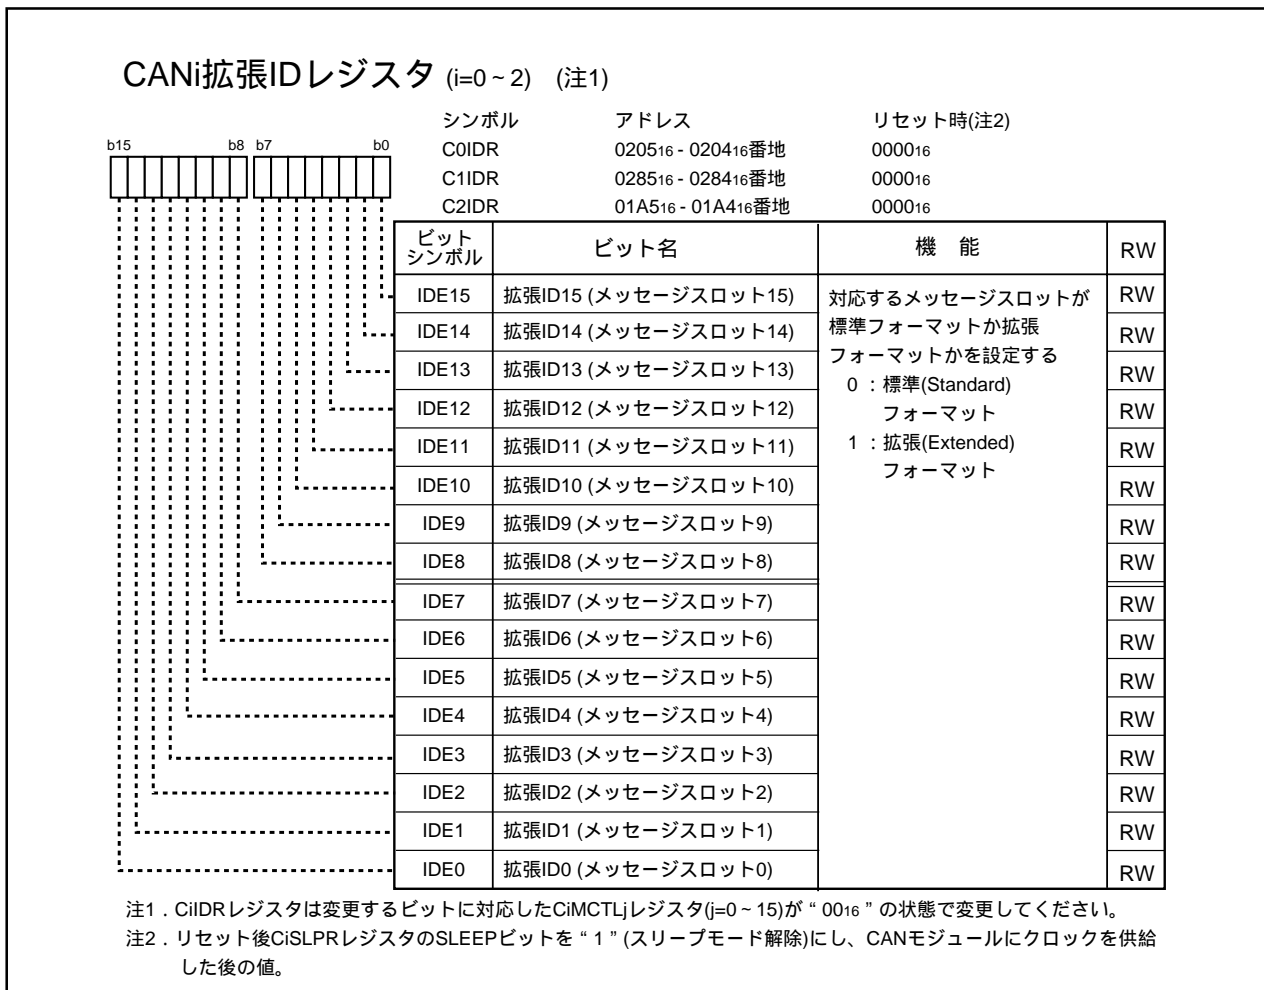 CANi拡張IDレジスタ (i=0~2) (注1)
シンボル アドレス リセット時(注2)
C0IDR 020516 - 020416番地 000016
C1IDR 028516 - 028416番地 000016
C2IDR 01A516 - 01A416番地 000016
b15 b8 b7 b0
ビット
シンボル ビット名 機 能 RW
IDE15 拡張ID15 (メッセージスロット15) RW
IDE14 拡張ID14 (メッセージスロット14) RW
IDE13 拡張ID13 (メッセージスロット13) RW
IDE12 拡張ID12 (メッセージスロット12) RW
IDE11 拡張ID11 (メッセージスロット11) RW
IDE10 拡張ID10 (メッセージスロット10) RW
IDE9 拡張ID9 (メッセージスロット9) RW
IDE8 拡張ID8 (メッセージスロット8) RW
IDE7 拡張ID7 (メッセージスロット7) RW
IDE6 拡張ID6 (メッセージスロット6) RW
IDE5 拡張ID5 (メッセージスロット5) RW
IDE4 拡張ID4 (メッセージスロット4) RW
IDE3 拡張ID3 (メッセージスロット3) RW
IDE2 拡張ID2 (メッセージスロット2) RW
IDE1 拡張ID1 (メッセージスロット1) RW
IDE0 拡張ID0 (メッセージスロット0) RW
対応するメッセージスロットが
標準フォーマットか拡張
フォーマットかを設定する
0 : 標準(Standard)
フォーマット
1 : 拡張(Extended)
フォーマット
注1．CiIDRレジスタは変更するビットに対応したCiMCTLjレジスタ(j=0~15)が“0016”の状態で変更してください。
注2．リセット後CiSLPRレジスタのSLEEPビットを“1”(スリープモード解除)にし、CANモジュールにクロックを供給
した後の値。